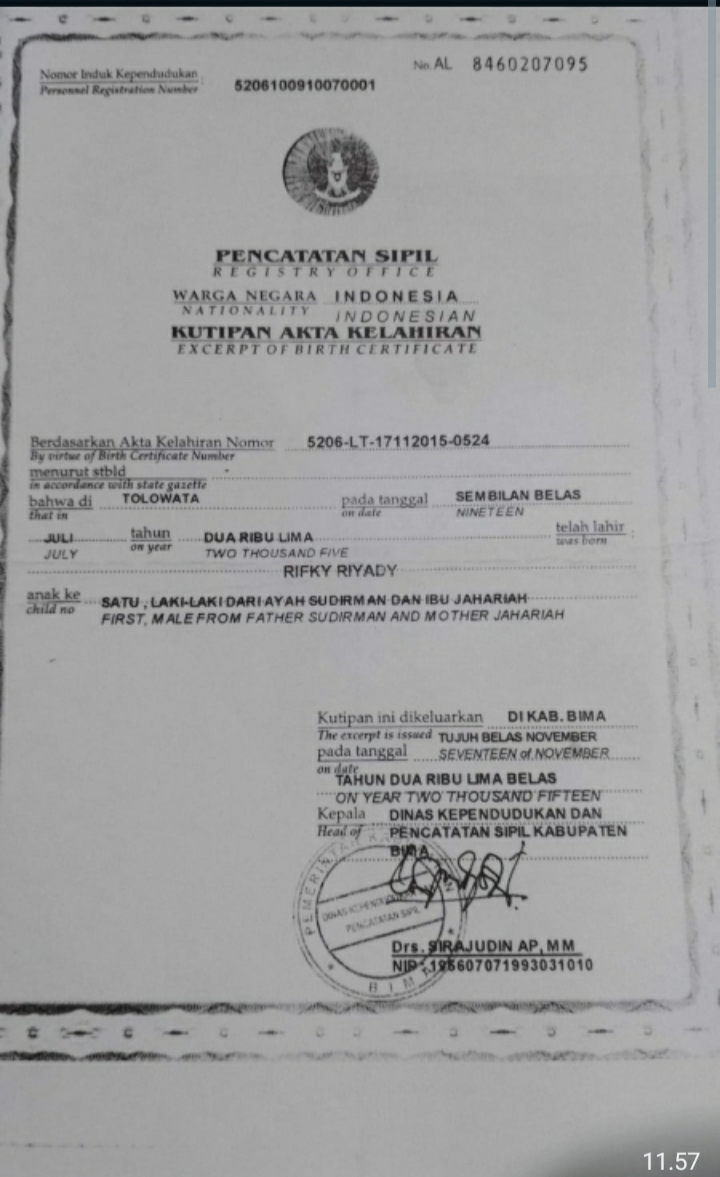 No. AL 8460207095
Nomor Induk Kependudukan : 5206100910070001
Personnel Registration Number
PENCATATAN SIPIL
REGISTRY OFFICE
WARGA NEGARA INDONESIA
NATIONALITY INDONESIAN
KUTIPAN AKTA KELAHIRAN
EXCERPT OF BIRTH CERTIFICATE
Berdasarkan Akta Kelahiran Nomor 5206-LT-17112015-0524
By virtue of Birth Certificate Number
menurut stbld -
in accordance with state gazette
bahwa di TOLOWATA pada tanggal SEMBILAN BELAS
that in on date NINETEEN
JULI tahun DUA RIBU LIMA telah lahir :
JULY on year TWO THOUSAND FIVE was born
RIFKY RIYADY
anak ke SATU , LAKI-LAKI DARI AYAH SUDIRMAN DAN IBU JAHARIAH
child no FIRST, MALE FROM FATHER SUDIRMAN AND MOTHER JAHARIAH
Kutipan ini dikeluarkan DI KAB. BIMA
The excerpt is issued TUJUH BELAS NOVEMBER
pada tanggal SEVENTEEN of NOVEMBER
on date
TAHUN DUA RIBU LIMA BELAS
ON YEAR TWO THOUSAND FIFTEEN
Kepala DINAS KEPENDUDUKAN DAN
Head of PENCATATAN SIPIL KABUPATEN
BIMA
PEMERINTAH
PENCATATAN SIPIL
BIMA
Drs. SIRAJUDIN AP, MM
NIP : 196607071993031010
11.57